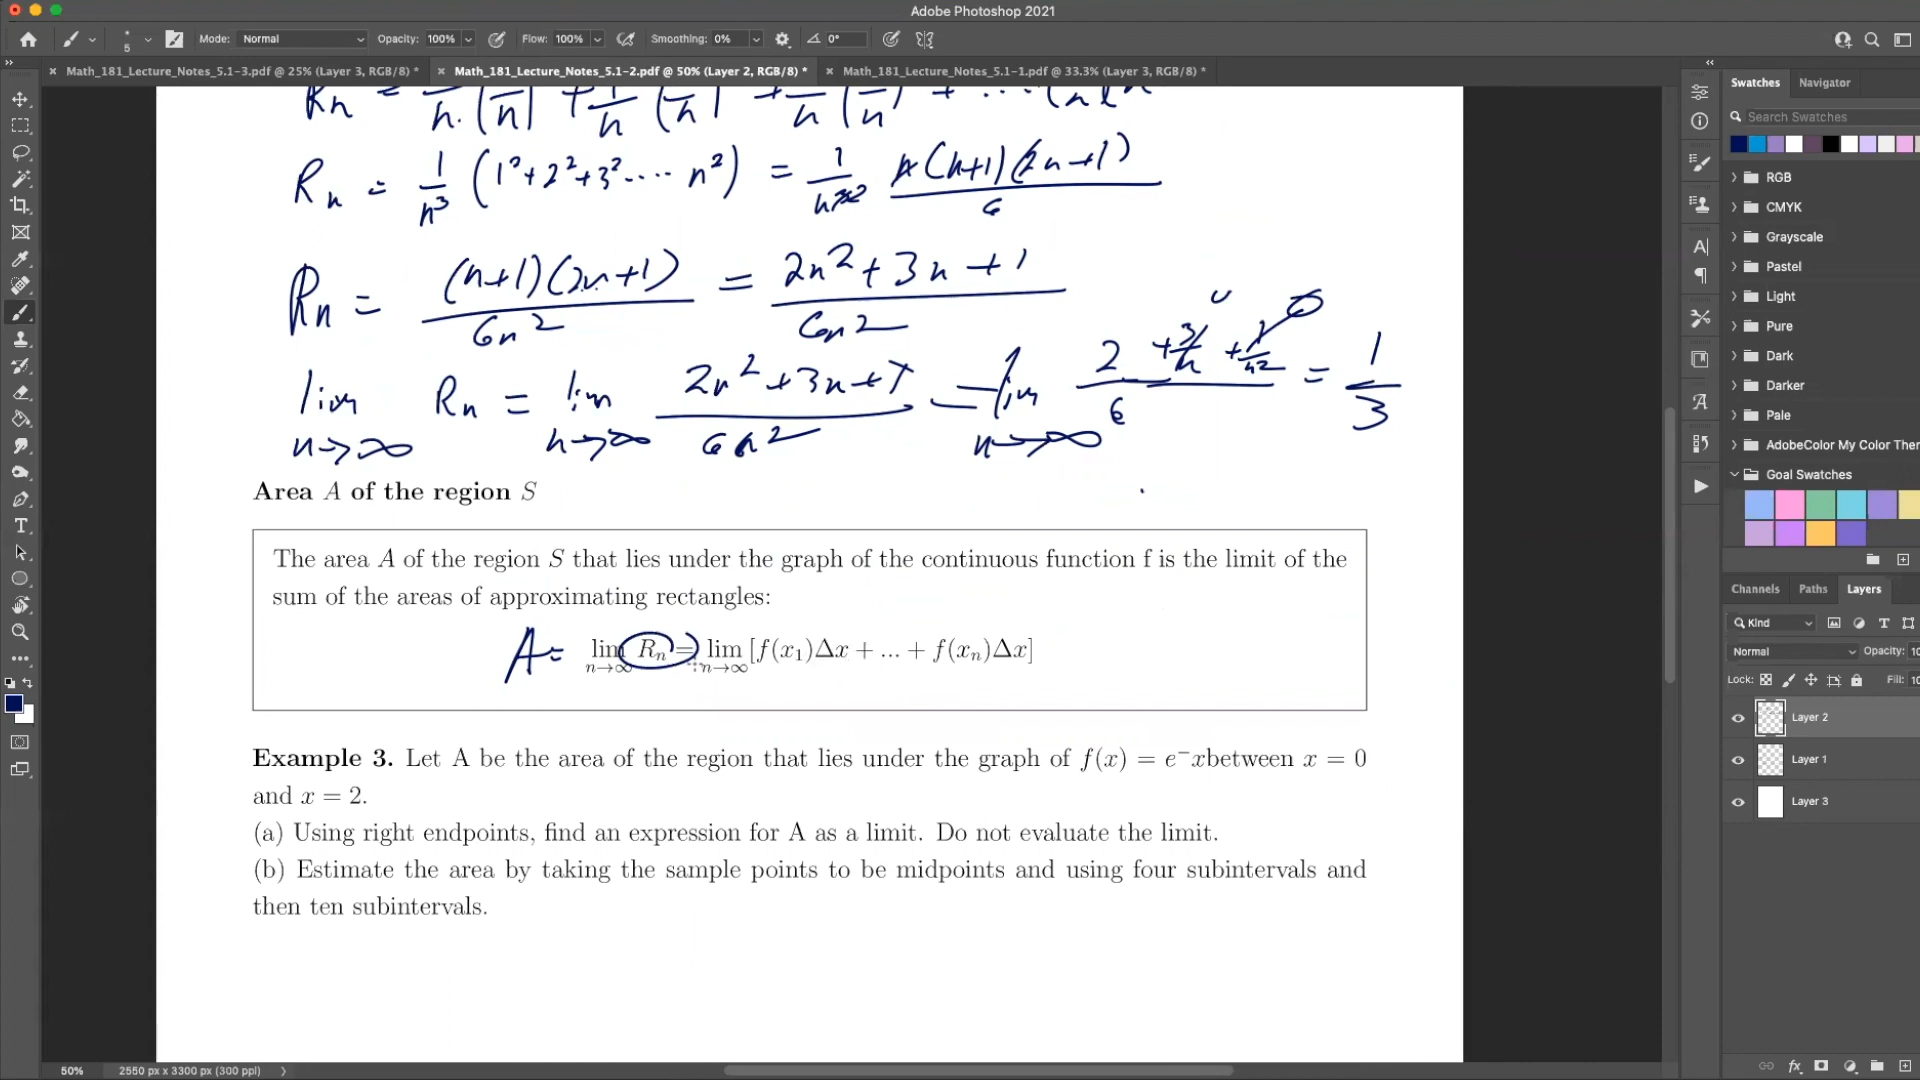 Adobe Photoshop 2021
5 Mode: Normal Opacity: 100% Flow: 100% Smoothing: 0% 0°
Math_181_Lecture_Notes_5.1-3.pdf @ 25% (Layer 3, RGB/8) * Math_181_Lecture_Notes_5.1-2.pdf @ 50% (Layer 2, RGB/8) * Math_181_Lecture_Notes_5.1-1.pdf @ 33.3% (Layer 3, RGB/8) *
R_n = (1²+2²+3².... n²) 1/n³ = n(n+1)(2n+1)/6
R_n = (n+1)(2n+1)/6n² = 2n²+3n+1/6n²
lim n→∞ R_n = lim n→∞ 2n²+3n+1/6n² = lim n→∞ 2+3/n+1/n²/6 = 1/3
Area A of the region S
The area A of the region S that lies under the graph of the continuous function f is the limit of the
sum of the areas of approximating rectangles:
A = lim n→∞ R_n = lim n→∞ [f(x₁)Δx + ... + f(x_n)Δx]
Example 3. Let A be the area of the region that lies under the graph of f(x) = e⁻xbetween x = 0
and x = 2.
(a) Using right endpoints, find an expression for A as a limit. Do not evaluate the limit.
(b) Estimate the area by taking the sample points to be midpoints and using four subintervals and
then ten subintervals.
50% 2550 px x 3300 px (300 ppi)
Swatches Navigator
Search Swatches
RGB
CMYK
Grayscale
Pastel
Light
Pure
Dark
Darker
Pale
AdobeColor My Color Ther
Goal Swatches
Channels Paths Layers
Kind
Normal Opacity: 10
Lock: Fill: 10
Layer 2
Layer 1
Layer 3